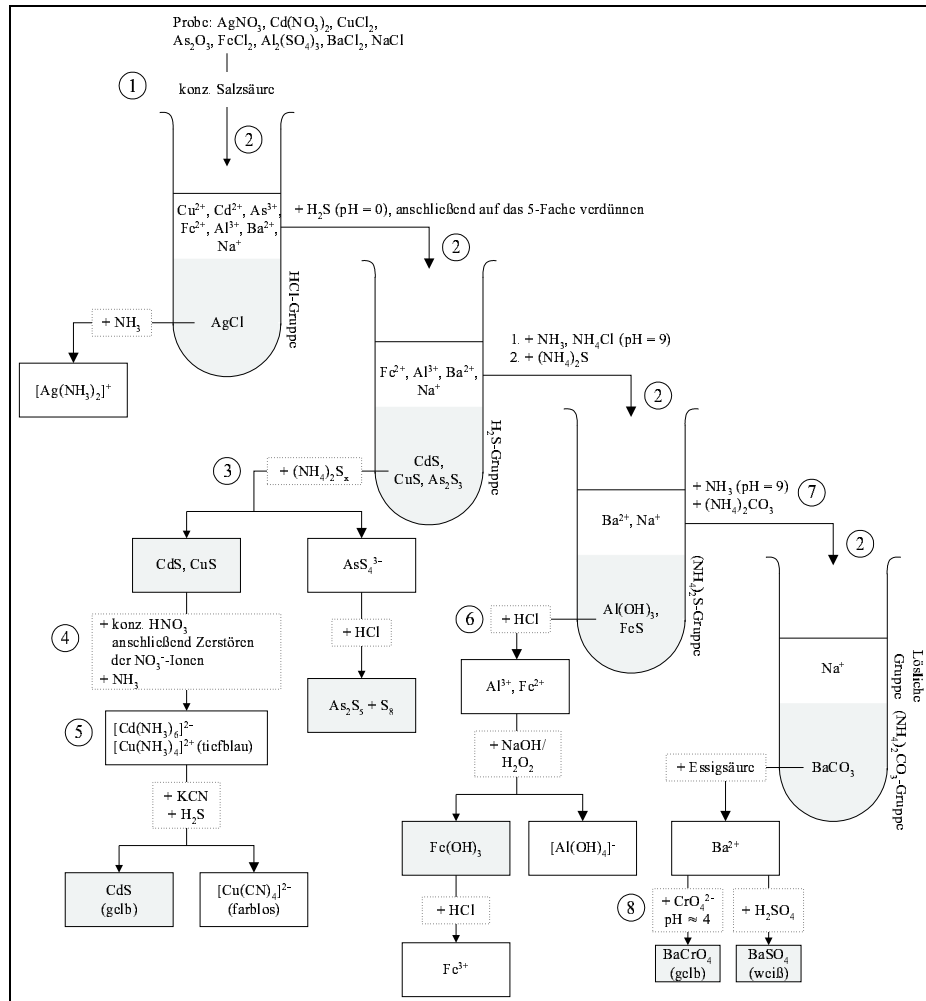 Probe: AgNO₃, Cd(NO₃)₂, CuCl₂,
As₂O₃, FeCl₂, Al₂(SO₄)₃, BaCl₂, NaCl
1
konz. Salzsäure
2
Cu²⁺, Cd²⁺, As³⁺,
Fe²⁺, Al³⁺, Ba²⁺,
Na⁺
+ H₂S (pH = 0), anschließend auf das 5-Fache verdünnen
2
HCl-Gruppe
+ NH₃
AgCl
[Ag(NH₃)₂]⁺
1. + NH₃, NH₄Cl (pH = 9)
2. + (NH₄)₂S
Fe²⁺, Al³⁺, Ba²⁺,
Na⁺
2
H₂S-Gruppe
3
+ (NH₄)₂Sₓ
CdS,
CuS, As₂S₃
+ NH₃ (pH = 9)
+ (NH₄)₂CO₃
7
Ba²⁺, Na⁺
2
(NH₄)₂S-Gruppe
CdS, CuS
AsS₄³⁻
6
+ HCl
Al(OH)₃,
FeS
4
+ konz. HNO₃
anschließend Zerstören
der NO₃⁻-Ionen
+ NH₃
+ HCl
Al³⁺, Fe²⁺
Na⁺
Lösliche
Gruppe
As₂S₅ + S₈
5
[Cd(NH₃)₆]²⁻
[Cu(NH₃)₄]²⁺ (tiefblau)
+ NaOH/
H₂O₂
+ Essigsäure
BaCO₃
(NH₄)₂CO₃-Gruppe
+ KCN
+ H₂S
Fe(OH)₃
[Al(OH)₄]⁻
Ba²⁺
CdS
(gelb)
[Cu(CN)₄]²⁻
(farblos)
+ HCl
8
+ CrO₄²⁻
pH ≈ 4
+ H₂SO₄
Fe³⁺
BaCrO₄
(gelb)
BaSO₄
(weiß)